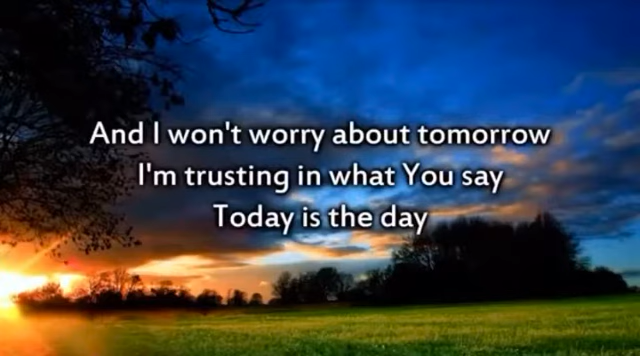 And I won't worry about tomorrow
I'm trusting in what You say
Today is the day